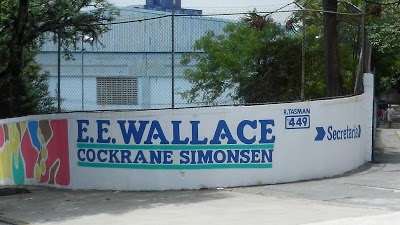 E.E. WALLACE
COCKRANE SIMONSEN
R. TASMAN
449
Secretaria